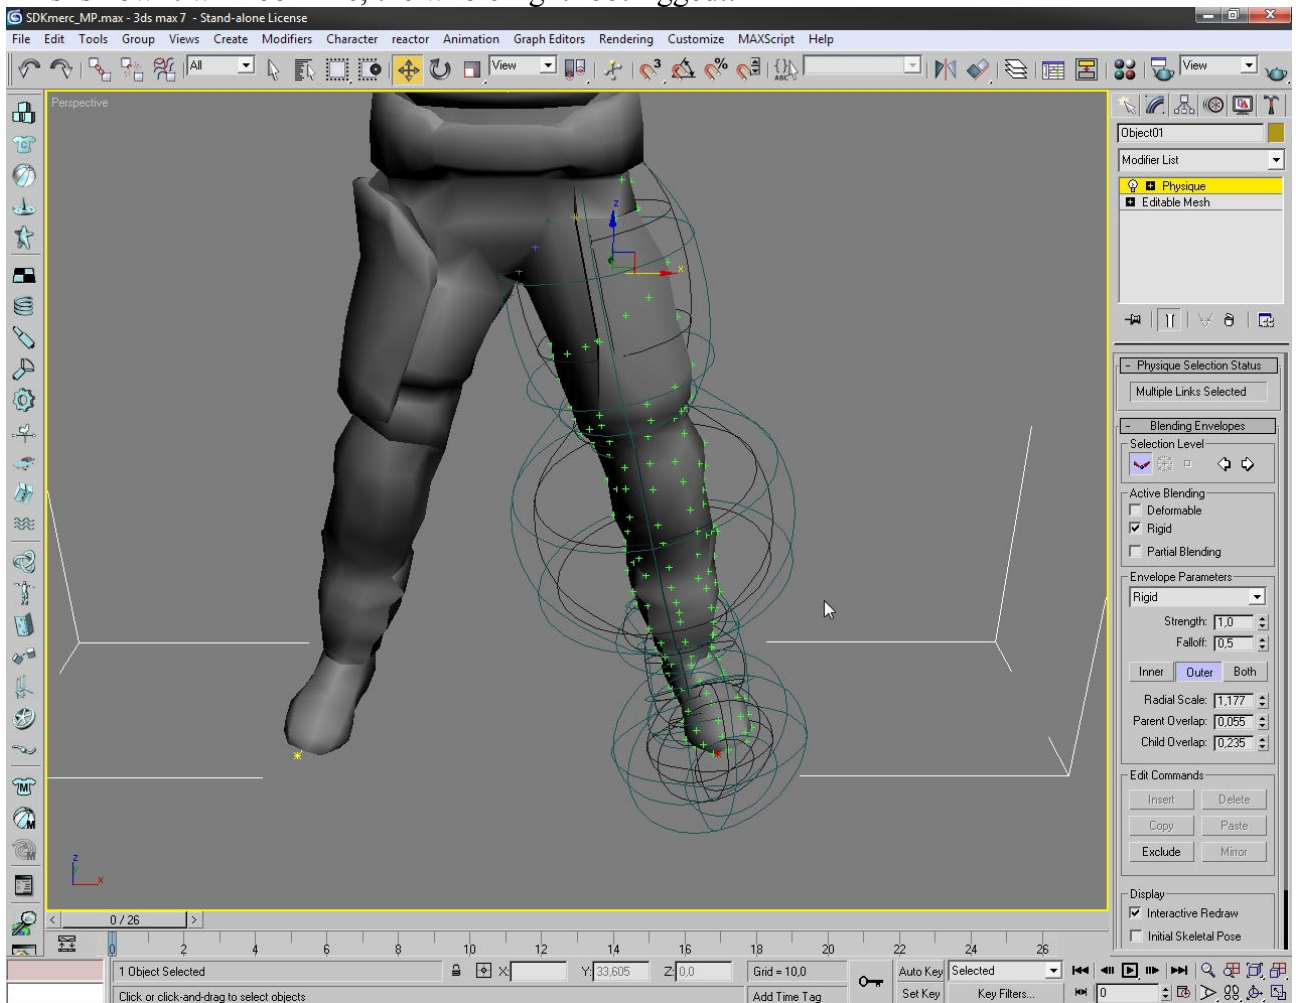 SDKmerc_MP.max - 3ds max 7 - Stand-alone License
File Edit Tools Group Views Create Modifiers Character reactor Animation Graph Editors Rendering Customize MAXScript Help
All View View
Perspective
Object01
Modifier List
Physique
Editable Mesh
- Physique Selection Status
Multiple Links Selected
- Blending Envelopes
Selection Level
Active Blending
Deformable
Rigid
Partial Blending
Envelope Parameters
Rigid
Strength: 1,0
Falloff: 0,5
Inner Outer Both
Radial Scale: 1,177
Parent Overlap: 0,055
Child Overlap: 0,235
Edit Commands
Insert Delete
Copy Paste
Exclude Mirror
Display
Interactive Redraw
Initial Skeletal Pose
z
x
z
x
< 0 / 26 >
0 2 4 6 8 10 12 14 16 18 20 22 24 26
1 Object Selected X: Y: 33,605 Z: 0,0 Grid = 10,0 Auto Key Selected
Click or click-and-drag to select objects Add Time Tag Set Key Key Filters... 0